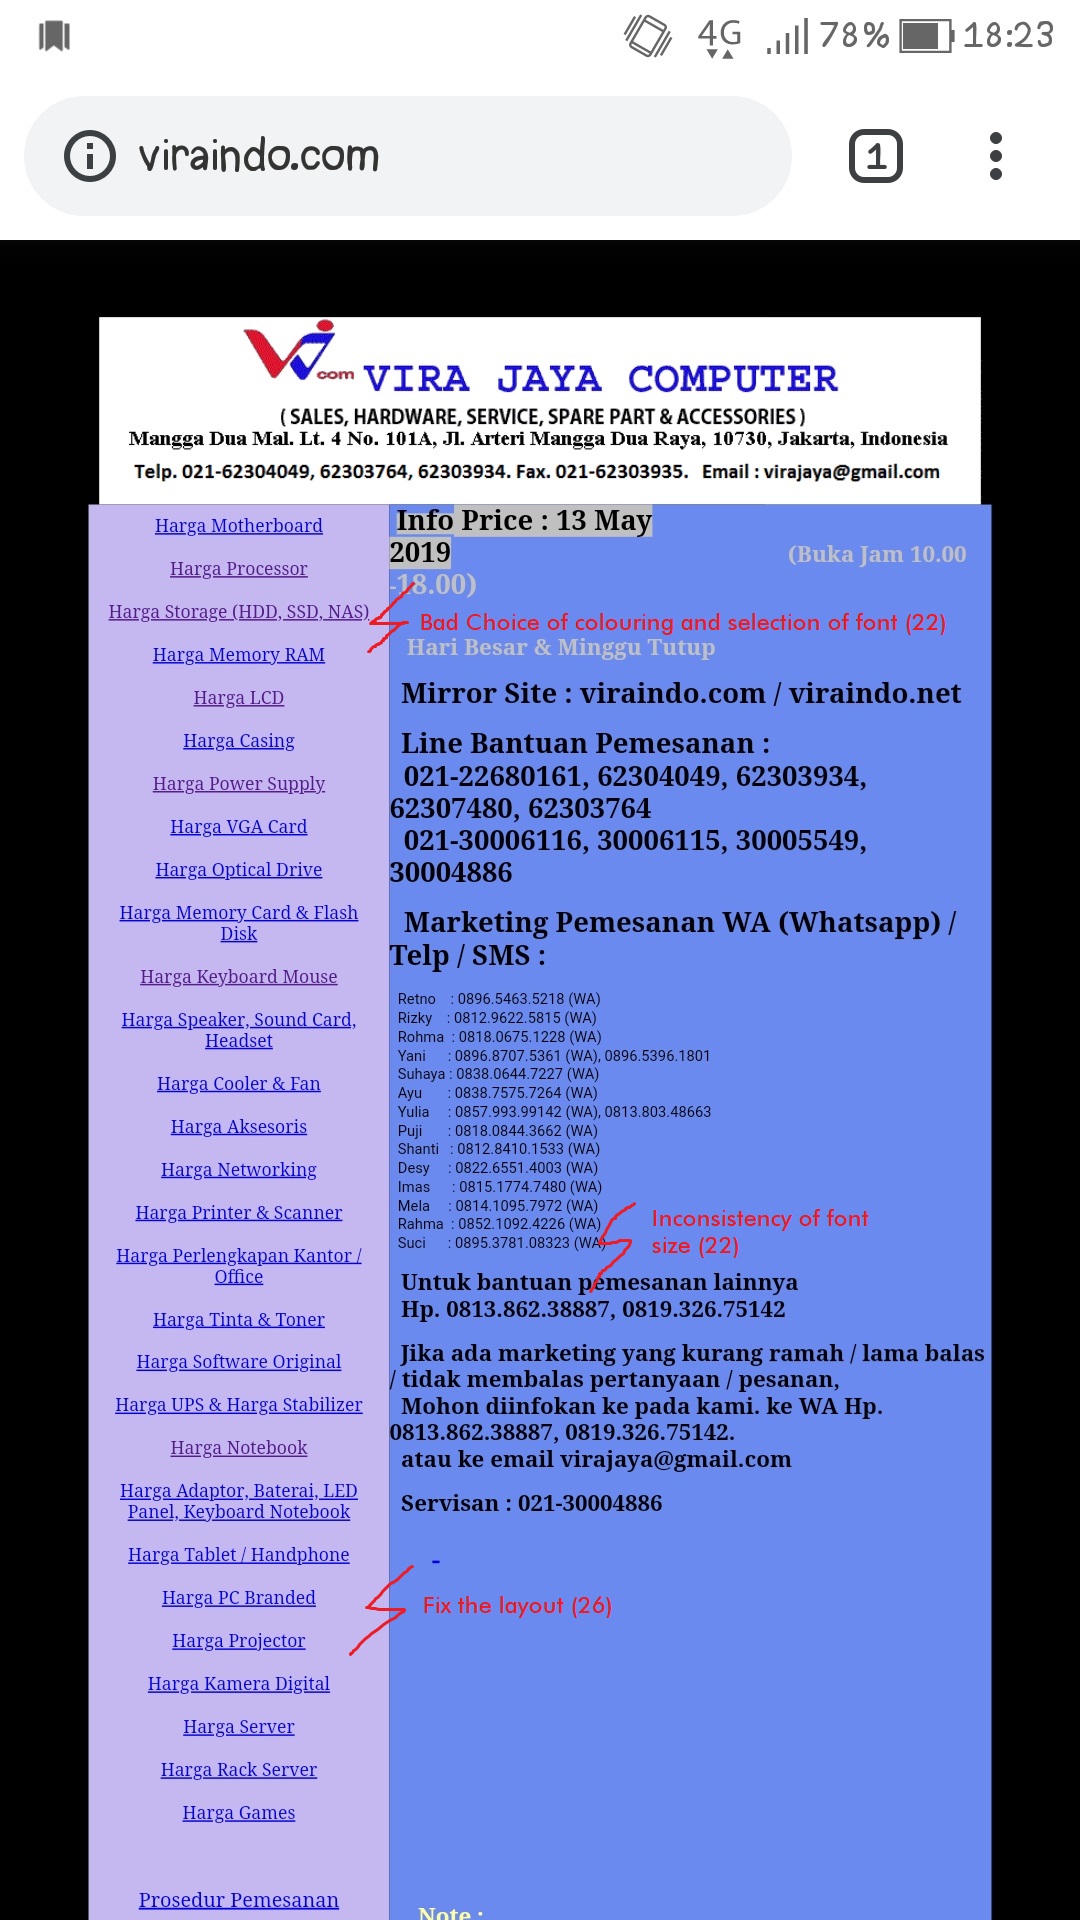 4G 78% 18:23
viraindo.com
1
com VIRA JAYA COMPUTER
( SALES, HARDWARE, SERVICE, SPARE PART & ACCESSORIES )
Mangga Dua Mal. Lt. 4 No. 101A, Jl. Arteri Mangga Dua Raya, 10730, Jakarta, Indonesia
Telp. 021-62304049, 62303764, 62303934. Fax. 021-62303935. Email : virajaya@gmail.com
Harga Motherboard
Harga Processor
Harga Storage (HDD, SSD, NAS)
Harga Memory RAM
Harga LCD
Harga Casing
Harga Power Supply
Harga VGA Card
Harga Optical Drive
Harga Memory Card & Flash
Disk
Harga Keyboard Mouse
Harga Speaker, Sound Card,
Headset
Harga Cooler & Fan
Harga Aksesoris
Harga Networking
Harga Printer & Scanner
Harga Perlengkapan Kantor /
Office
Harga Tinta & Toner
Harga Software Original
Harga UPS & Harga Stabilizer
Harga Notebook
Harga Adaptor, Baterai, LED
Panel, Keyboard Notebook
Harga Tablet / Handphone
Harga PC Branded
Harga Projector
Harga Kamera Digital
Harga Server
Harga Rack Server
Harga Games
Prosedur Pemesanan
Info Price : 13 May
2019 (Buka Jam 10.00
-18.00)
Bad Choice of colouring and selection of font (22)
Hari Besar & Minggu Tutup
Mirror Site : viraindo.com / viraindo.net
Line Bantuan Pemesanan :
021-22680161, 62304049, 62303934,
62307480, 62303764
021-30006116, 30006115, 30005549,
30004886
Marketing Pemesanan WA (Whatsapp) /
Telp / SMS :
Retno : 0896.5463.5218 (WA)
Rizky : 0812.9622.5815 (WA)
Rohma : 0818.0675.1228 (WA)
Yani : 0896.8707.5361 (WA), 0896.5396.1801
Suhaya : 0838.0644.7227 (WA)
Ayu : 0838.7575.7264 (WA)
Yulia : 0857.993.99142 (WA), 0813.803.48663
Puji : 0818.0844.3662 (WA)
Shanti : 0812.8410.1533 (WA)
Desy : 0822.6551.4003 (WA)
Imas : 0815.1774.7480 (WA)
Mela : 0814.1095.7972 (WA)
Rahma : 0852.1092.4226 (WA)
Suci : 0895.3781.08323 (WA)
Inconsistency of font
size (22)
Untuk bantuan pemesanan lainnya
Hp. 0813.862.38887, 0819.326.75142
Jika ada marketing yang kurang ramah / lama balas
/ tidak membalas pertanyaan / pesanan,
Mohon diinfokan ke pada kami. ke WA Hp.
0813.862.38887, 0819.326.75142.
atau ke email virajaya@gmail.com
Servisan : 021-30004886
-
Fix the layout (26)
Note :